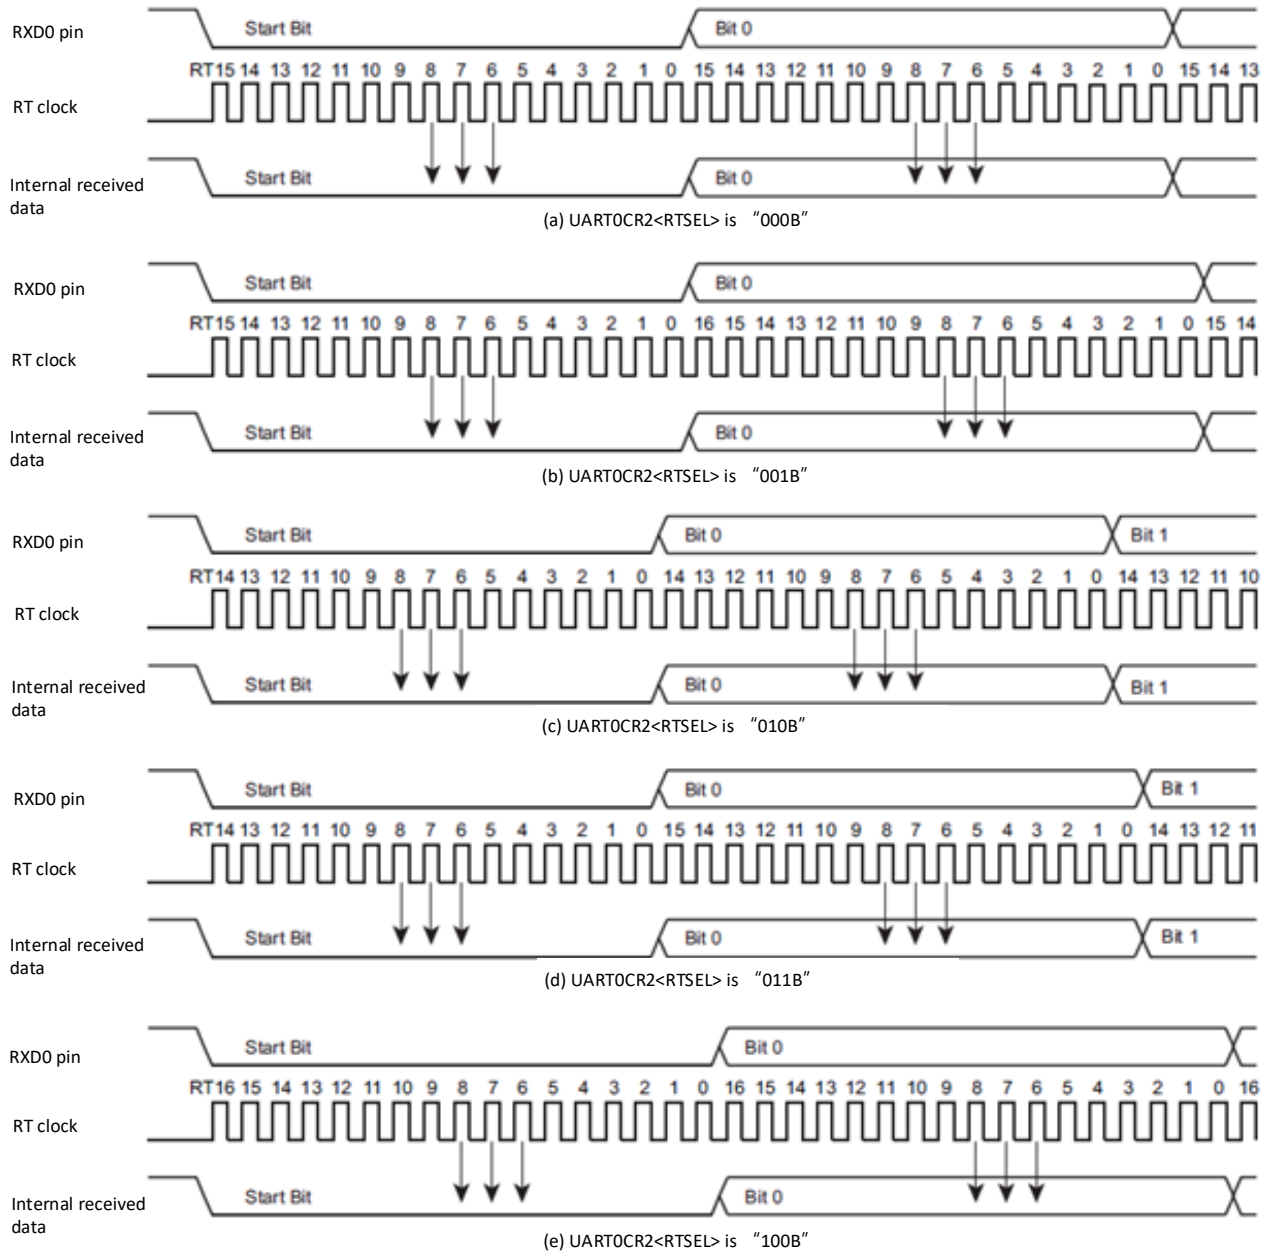 RXD0 pin Start Bit Bit 0
RT15 14 13 12 11 10 9 8 7 6 5 4 3 2 1 0 15 14 13 12 11 10 9 8 7 6 5 4 3 2 1 0 15 14 13
RT clock
Internal received data Start Bit Bit 0
(a) UART0CR2<RTSEL> is “000B”
RXD0 pin Start Bit Bit 0
RT15 14 13 12 11 10 9 8 7 6 5 4 3 2 1 0 16 15 14 13 12 11 10 9 8 7 6 5 4 3 2 1 0 15 14
RT clock
Internal received data Start Bit Bit 0
(b) UART0CR2<RTSEL> is “001B”
RXD0 pin Start Bit Bit 0 Bit 1
RT14 13 12 11 10 9 8 7 6 5 4 3 2 1 0 14 13 12 11 10 9 8 7 6 5 4 3 2 1 0 14 13 12 11 10
RT clock
Internal received data Start Bit Bit 0 Bit 1
(c) UART0CR2<RTSEL> is “010B”
RXD0 pin Start Bit Bit 0 Bit 1
RT14 13 12 11 10 9 8 7 6 5 4 3 2 1 0 15 14 13 12 11 10 9 8 7 6 5 4 3 2 1 0 14 13 12 11
RT clock
Internal received data Start Bit Bit 0 Bit 1
(d) UART0CR2<RTSEL> is “011B”
RXD0 pin Start Bit Bit 0
RT16 15 14 13 12 11 10 9 8 7 6 5 4 3 2 1 0 16 15 14 13 12 11 10 9 8 7 6 5 4 3 2 1 0 16
RT clock
Internal received data Start Bit Bit 0
(e) UART0CR2<RTSEL> is “100B”